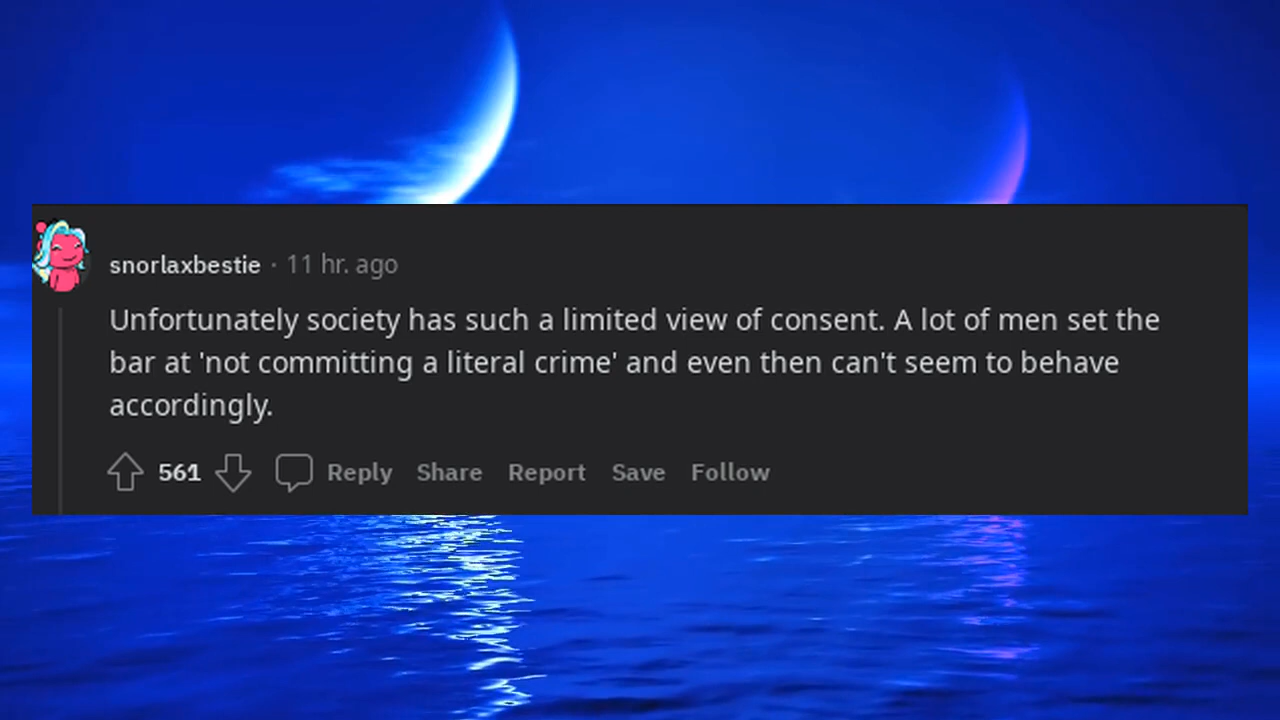 snorlaxbestie · 11 hr. ago
Unfortunately society has such a limited view of consent. A lot of men set the
bar at 'not committing a literal crime' and even then can't seem to behave
accordingly.
561 Reply Share Report Save Follow